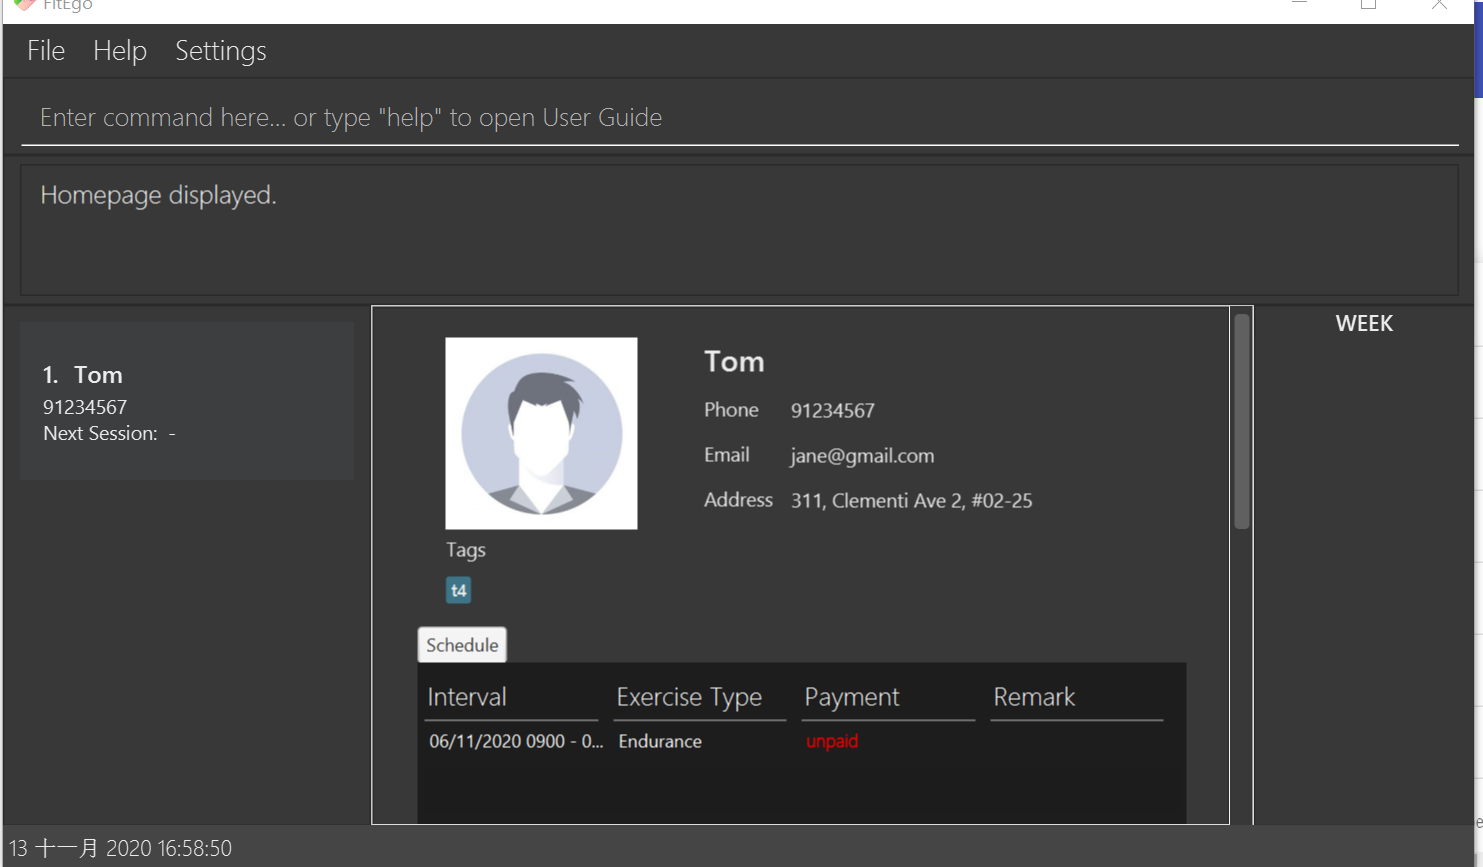 FitEgo
File Help Settings
Enter command here... or type "help" to open User Guide
Homepage displayed.
1. Tom
91234567
Next Session: -
Tom
Phone 91234567
Email jane@gmail.com
Address 311, Clementi Ave 2, #02-25
Tags
t4
Schedule
Interval Exercise Type Payment Remark
06/11/2020 0900 - 0... Endurance unpaid
WEEK
13 十一月 2020 16:58:50